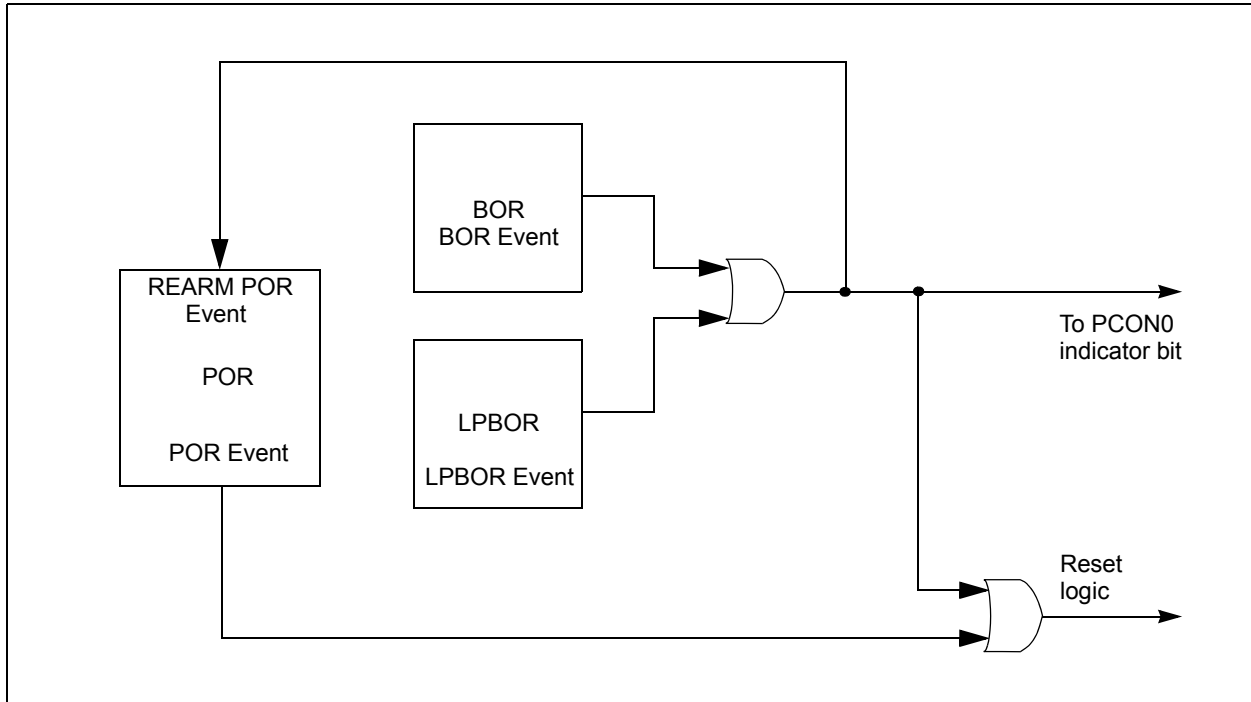 BOR
BOR Event
REARM POR
Event
POR
POR Event
LPBOR
LPBOR Event
To PCON0
indicator bit
Reset
logic